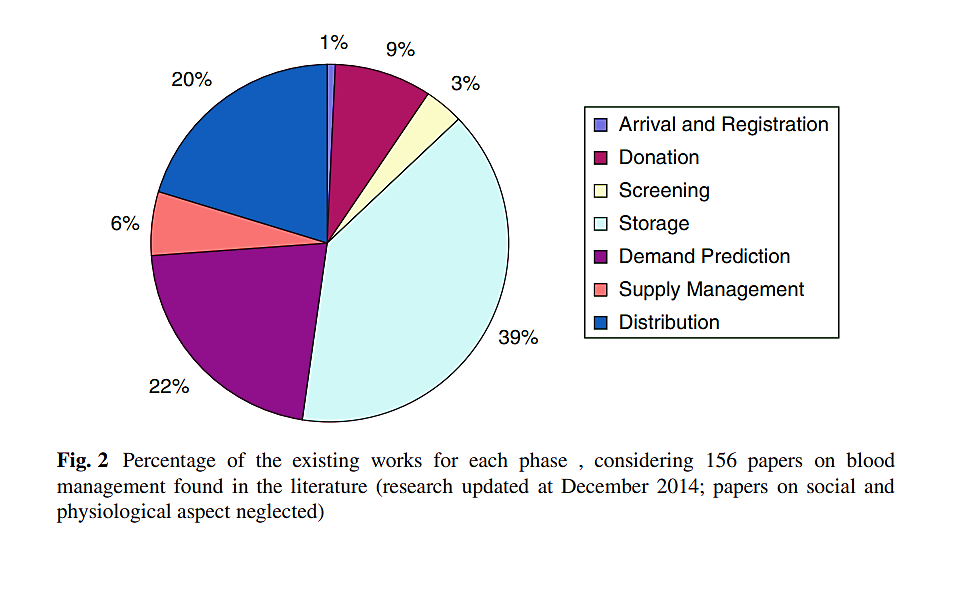 1%
9%
3%
20%
6%
39%
22%
Arrival and Registration
Donation
Screening
Storage
Demand Prediction
Supply Management
Distribution
Fig. 2 Percentage of the existing works for each phase , considering 156 papers on blood
management found in the literature (research updated at December 2014; papers on social and
physiological aspect neglected)